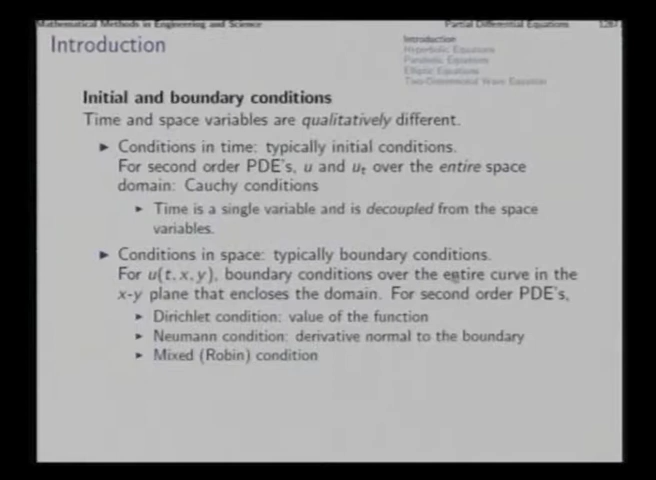 Mathematical Methods in Engineering and Science
Partial Differential Equations
Introduction
Introduction
Hyperbolic Equations
Parabolic Equations
Elliptic Equations
Two-Dimensional Wave Equation
Initial and boundary conditions
Time and space variables are qualitatively different.
► Conditions in time: typically initial conditions.
For second order PDE's, u and uₜ over the entire space
domain: Cauchy conditions
► Time is a single variable and is decoupled from the space
variables.
► Conditions in space: typically boundary conditions.
For u(t, x, y), boundary conditions over the entire curve in the
x-y plane that encloses the domain. For second order PDE's,
► Dirichlet condition: value of the function
► Neumann condition: derivative normal to the boundary
► Mixed (Robin) condition